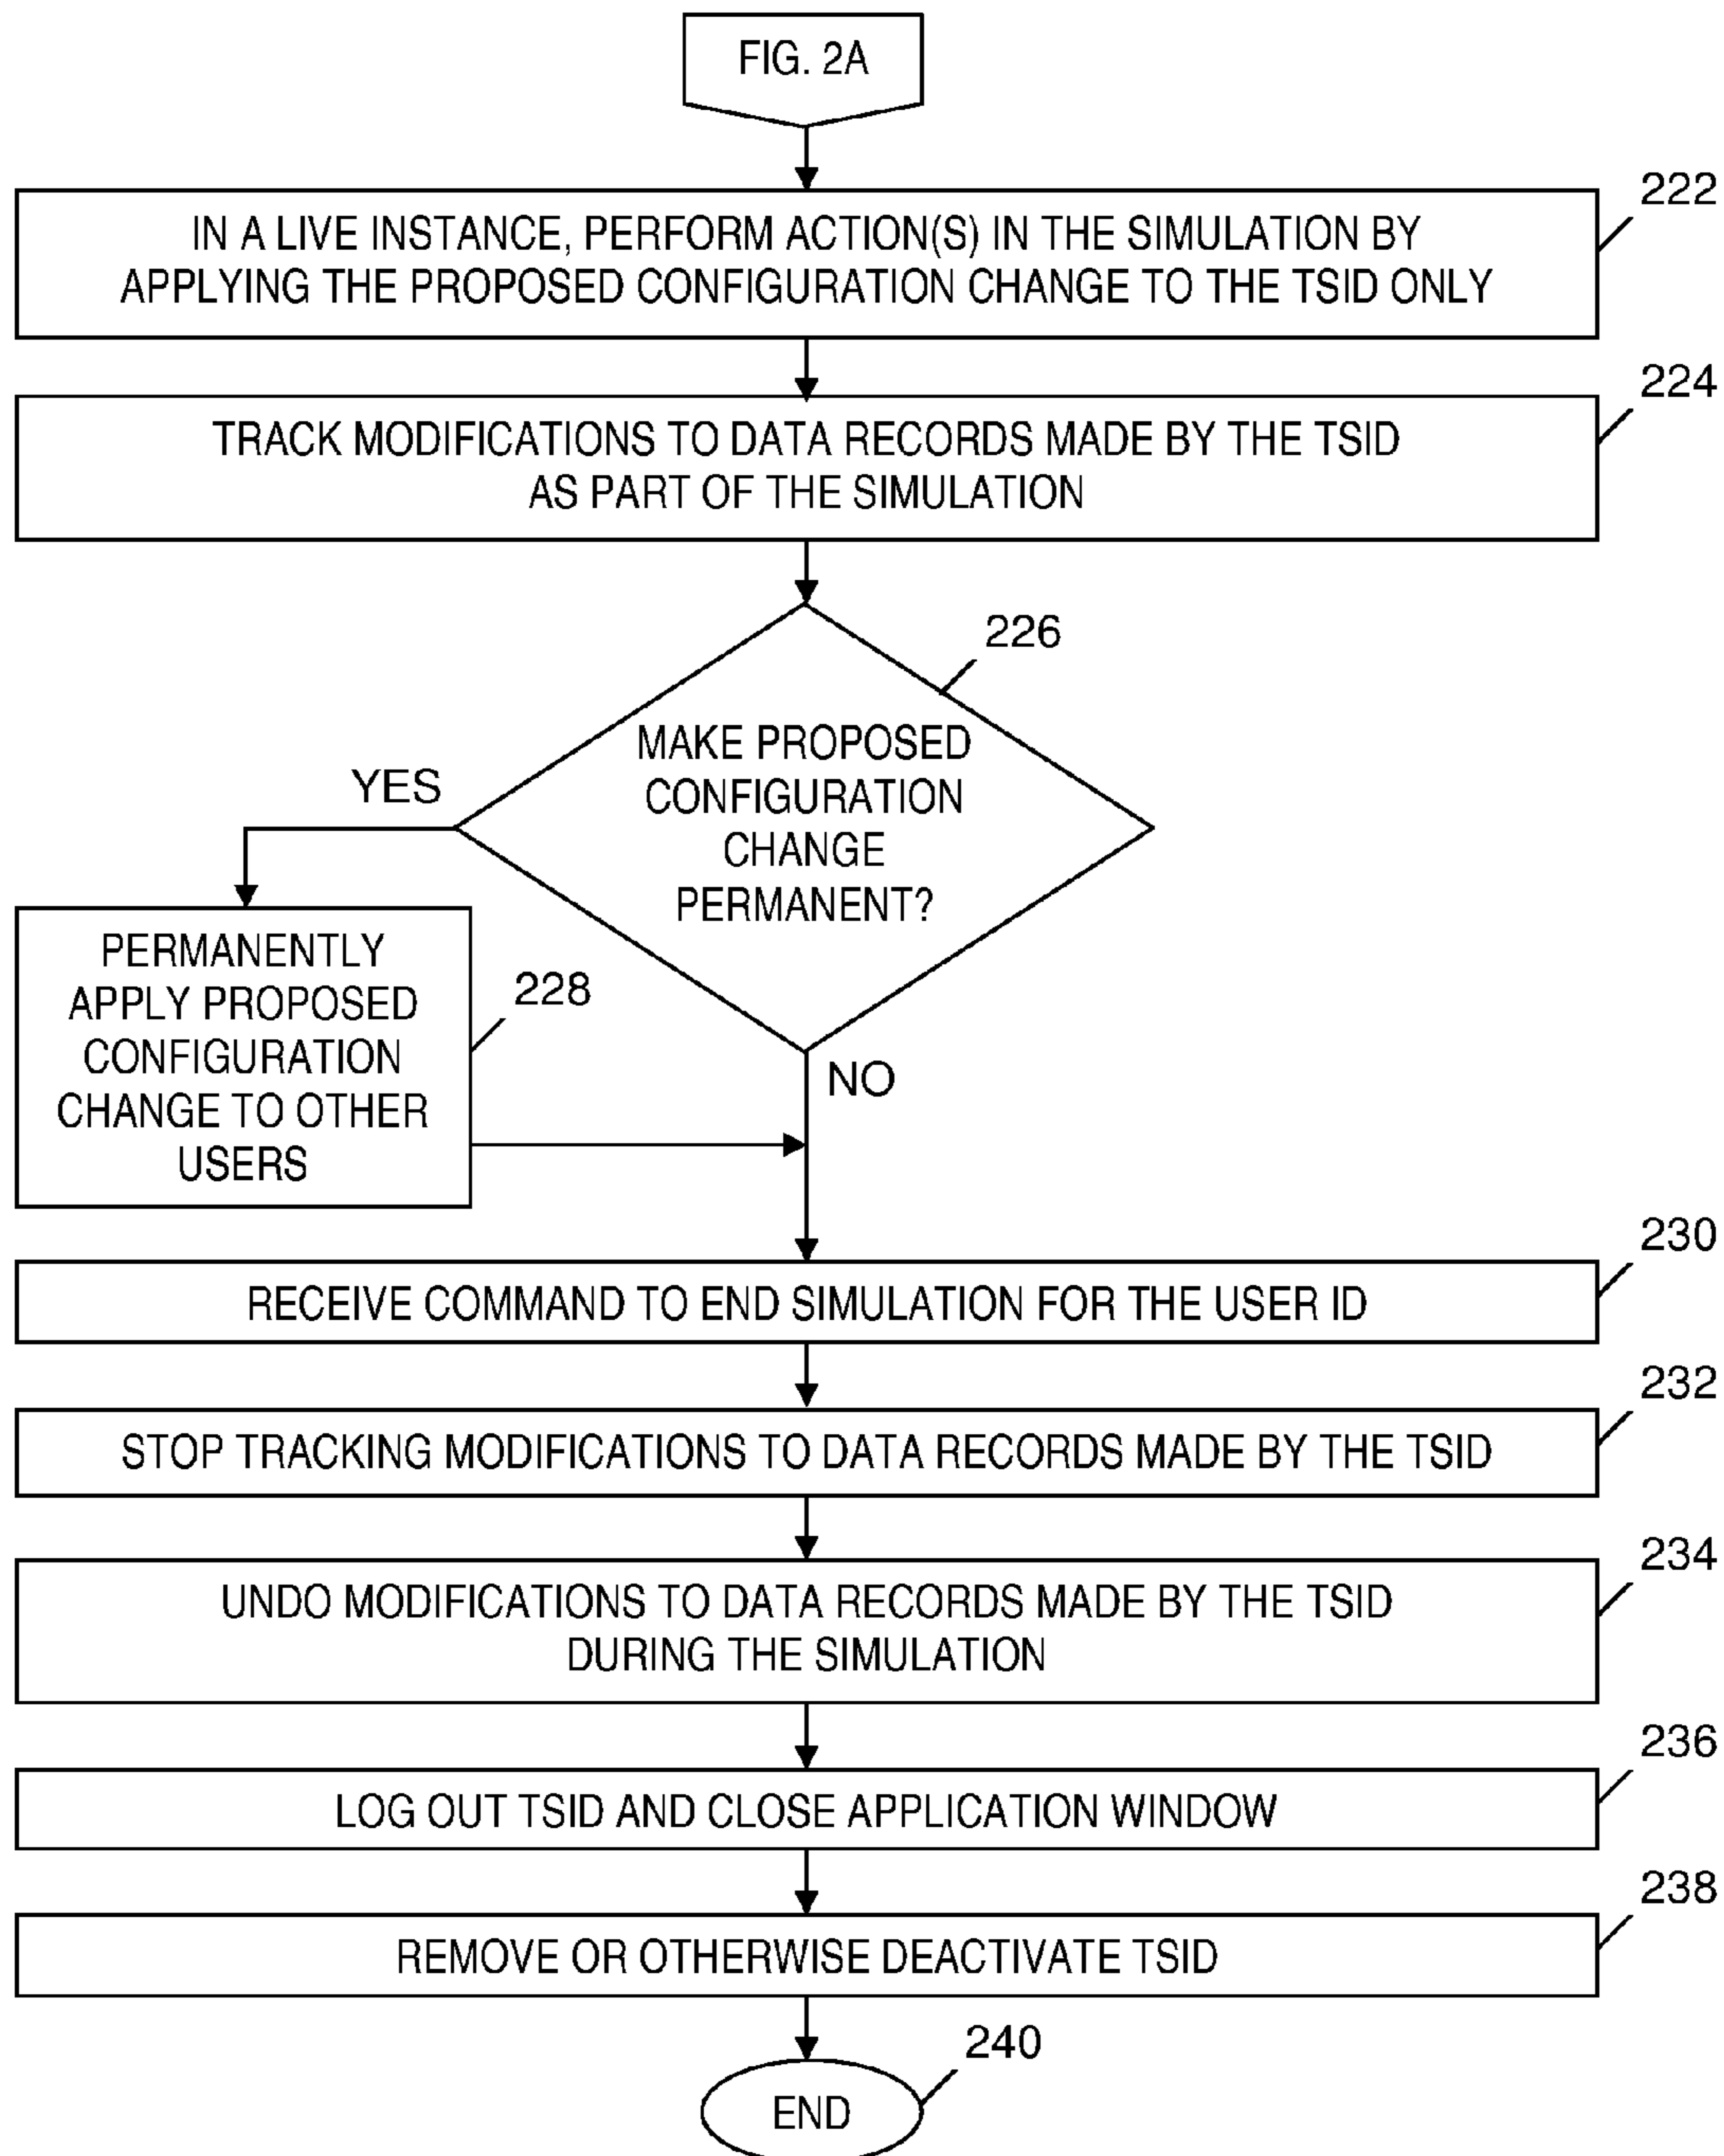 FIG. 2A
222
IN A LIVE INSTANCE, PERFORM ACTION(S) IN THE SIMULATION BY
APPLYING THE PROPOSED CONFIGURATION CHANGE TO THE TSID ONLY
224
TRACK MODIFICATIONS TO DATA RECORDS MADE BY THE TSID
AS PART OF THE SIMULATION
226
MAKE PROPOSED
CONFIGURATION
CHANGE
PERMANENT?
YES
PERMANENTLY
APPLY PROPOSED
CONFIGURATION
CHANGE TO OTHER
USERS
228
NO
230
RECEIVE COMMAND TO END SIMULATION FOR THE USER ID
232
STOP TRACKING MODIFICATIONS TO DATA RECORDS MADE BY THE TSID
234
UNDO MODIFICATIONS TO DATA RECORDS MADE BY THE TSID
DURING THE SIMULATION
236
LOG OUT TSID AND CLOSE APPLICATION WINDOW
238
REMOVE OR OTHERWISE DEACTIVATE TSID
240
END